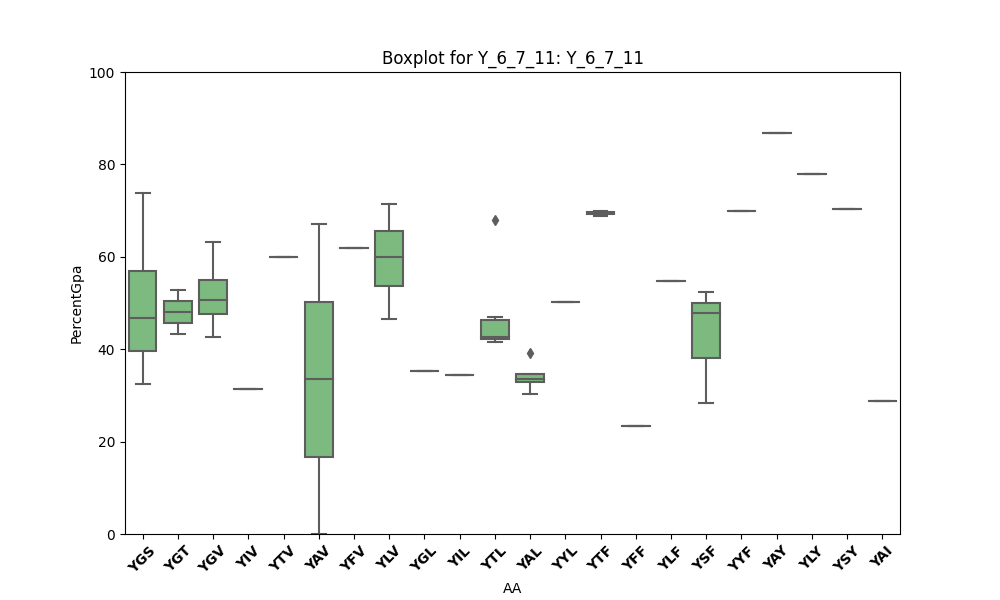 Boxplot for Y_6_7_11: Y_6_7_11
100
80
60
40
20
0
PercentGpa
YGS YGT YGV YIV YTV YAV YFV YLV YGL YIL YTL YAL YYL YTF YFF YLF YSF YYF YAY YLY YSY YAI
AA